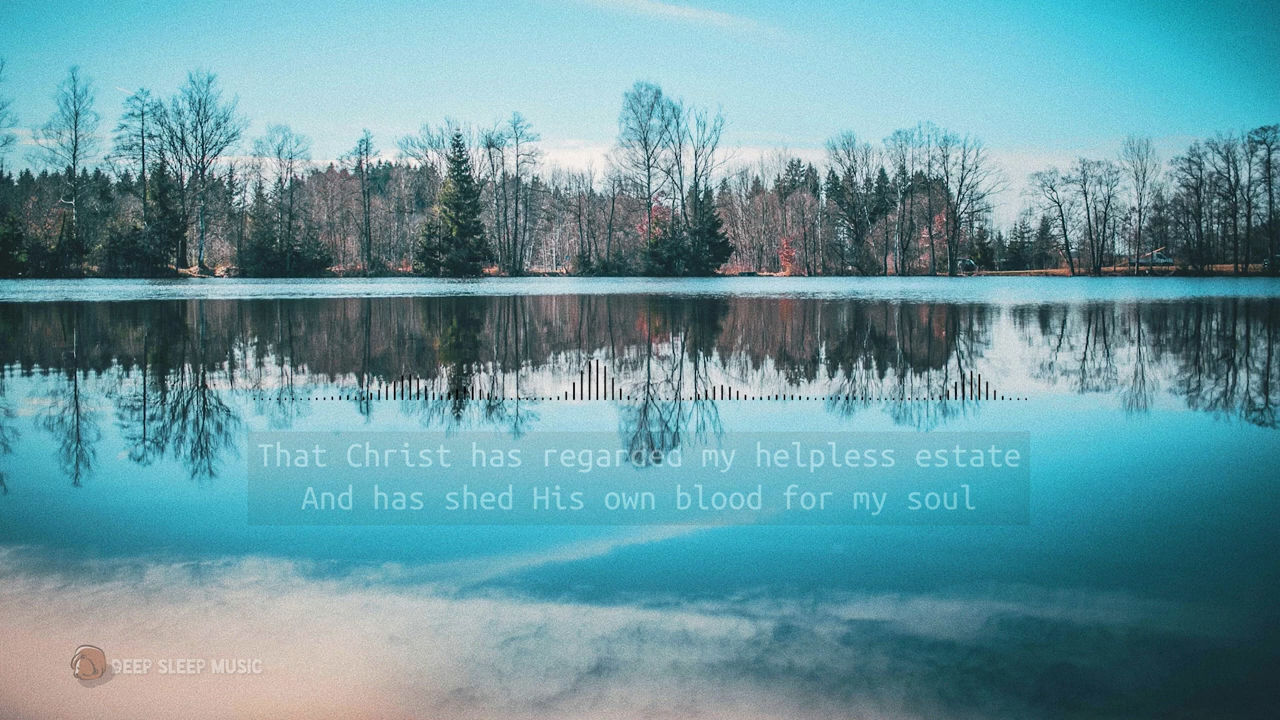 That Christ has regarded my helpless estate
And has shed His own blood for my soul
DEEP SLEEP MUSIC